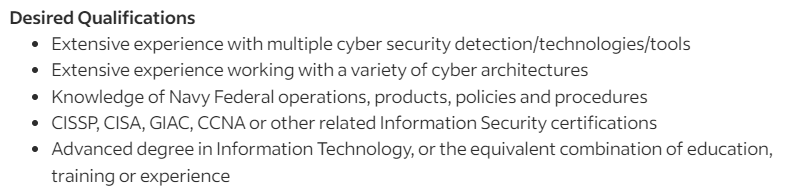 Desired Qualifications
• Extensive experience with multiple cyber security detection/technologies/tools
• Extensive experience working with a variety of cyber architectures
• Knowledge of Navy Federal operations, products, policies and procedures
• CISSP, CISA, GIAC, CCNA or other related Information Security certifications
• Advanced degree in Information Technology, or the equivalent combination of education,
training or experience